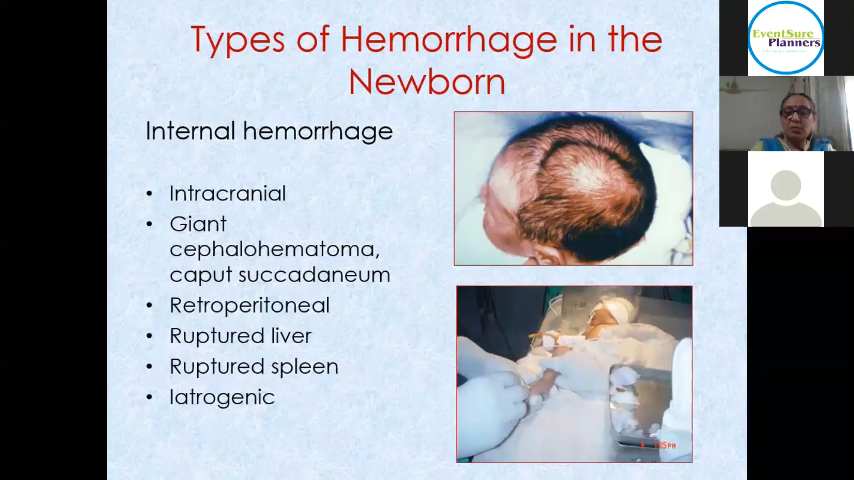 Types of Hemorrhage in the
Newborn
Internal hemorrhage
• Intracranial
• Giant
cephalohematoma,
caput succadaneum
• Retroperitoneal
• Ruptured liver
• Ruptured spleen
• Iatrogenic
EventSure
Planners